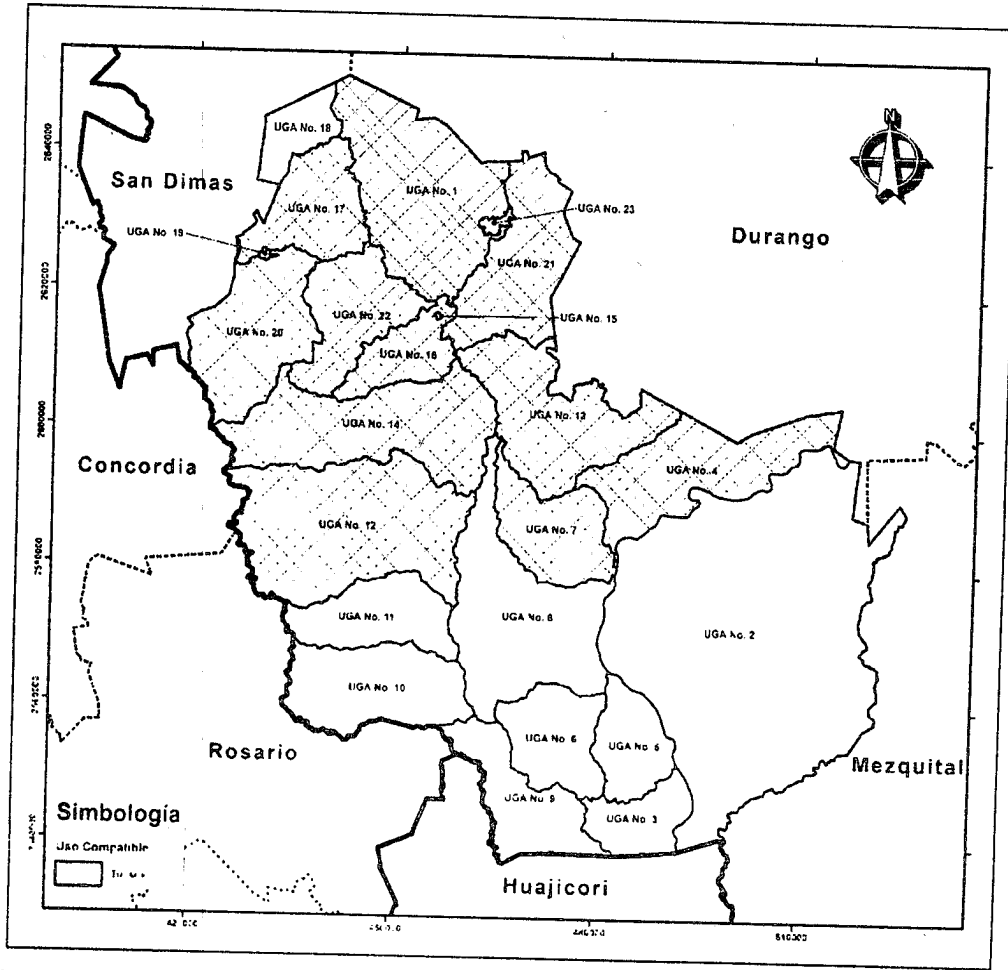 N
UGA No. 18
San Dimas
UGA No. 1
UGA No. 17
UGA No. 23
UGA No 19
Durango
UGA No. 21
UGA No. 20
UGA No. 22
UGA No. 15
UGA No. 16
UGA No. 14
UGA No. 13
Concordia
UGA No. 4
UGA No. 12
UGA No. 7
UGA No. 11
UGA No. 8
UGA No. 2
UGA No 10
UGA No 6
UGA No 5
Rosario
Mezquital
UGA No 9
UGA No 3
Simbología
Uso Compatible
Huajicori
2640000
2620000
2600000